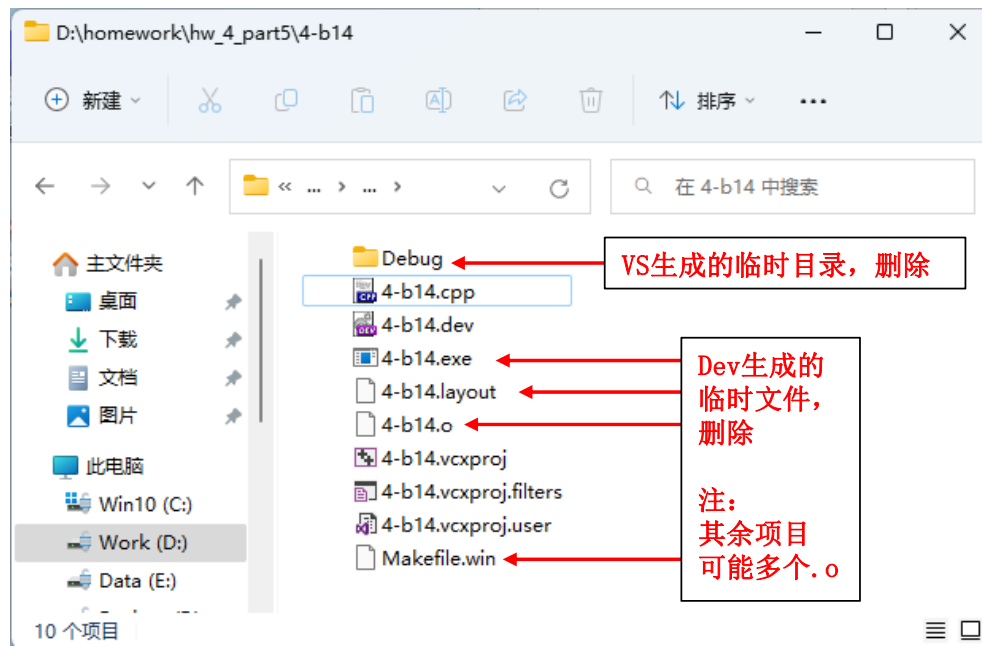 D:\homework\hw_4_part5\4-b14
新建
排序
在 4-b14 中搜索
主文件夹
桌面
下载
文档
图片
此电脑
Win10 (C:)
Work (D:)
Data (E:)
Debug
4-b14.cpp
4-b14.dev
4-b14.exe
4-b14.layout
4-b14.o
4-b14.vcxproj
4-b14.vcxproj.filters
4-b14.vcxproj.user
Makefile.win
VS生成的临时目录，删除
Dev生成的
临时文件，
删除
注：
其余项目
可能多个.o
10 个项目